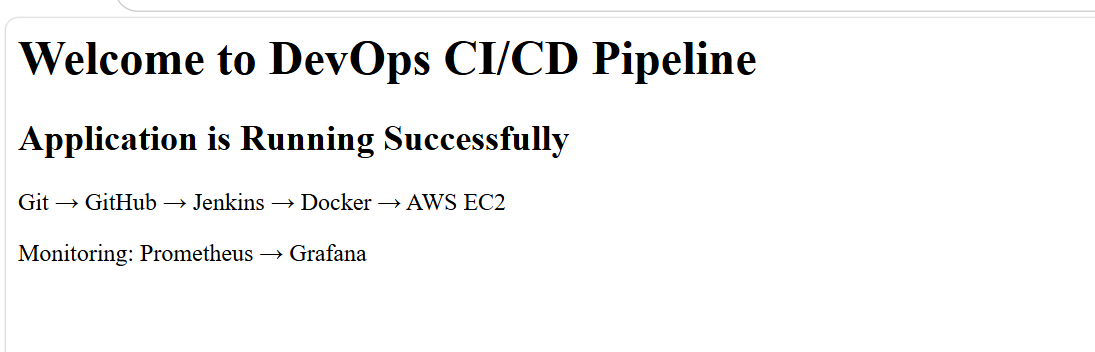 Welcome to DevOps CI/CD Pipeline
Application is Running Successfully
Git → GitHub → Jenkins → Docker → AWS EC2
Monitoring: Prometheus → Grafana